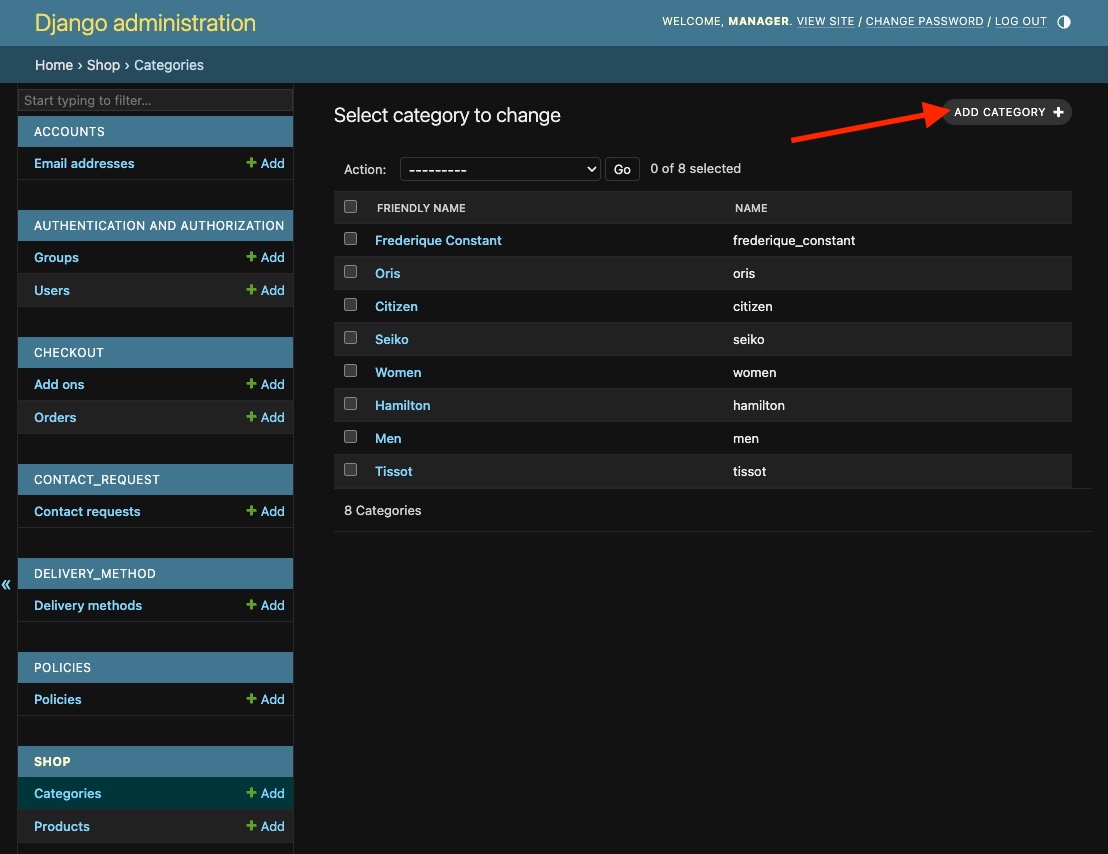 Django administration
WELCOME, MANAGER. VIEW SITE / CHANGE PASSWORD / LOG OUT
Home › Shop › Categories
Start typing to filter...
ACCOUNTS
Email addresses + Add
AUTHENTICATION AND AUTHORIZATION
Groups + Add
Users + Add
CHECKOUT
Add ons + Add
Orders + Add
CONTACT_REQUEST
Contact requests + Add
DELIVERY_METHOD
Delivery methods + Add
POLICIES
Policies + Add
SHOP
Categories + Add
Products + Add
«
Select category to change
ADD CATEGORY +
Action: --------- Go 0 of 8 selected
FRIENDLY NAME NAME
Frederique Constant frederique_constant
Oris oris
Citizen citizen
Seiko seiko
Women women
Hamilton hamilton
Men men
Tissot tissot
8 Categories